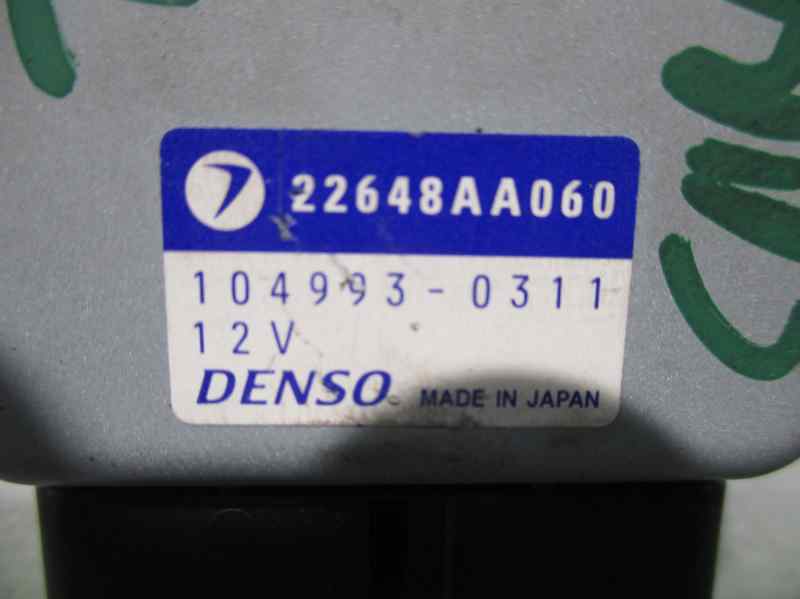 22648AA060
104993-0311
12V
DENSO MADE IN JAPAN